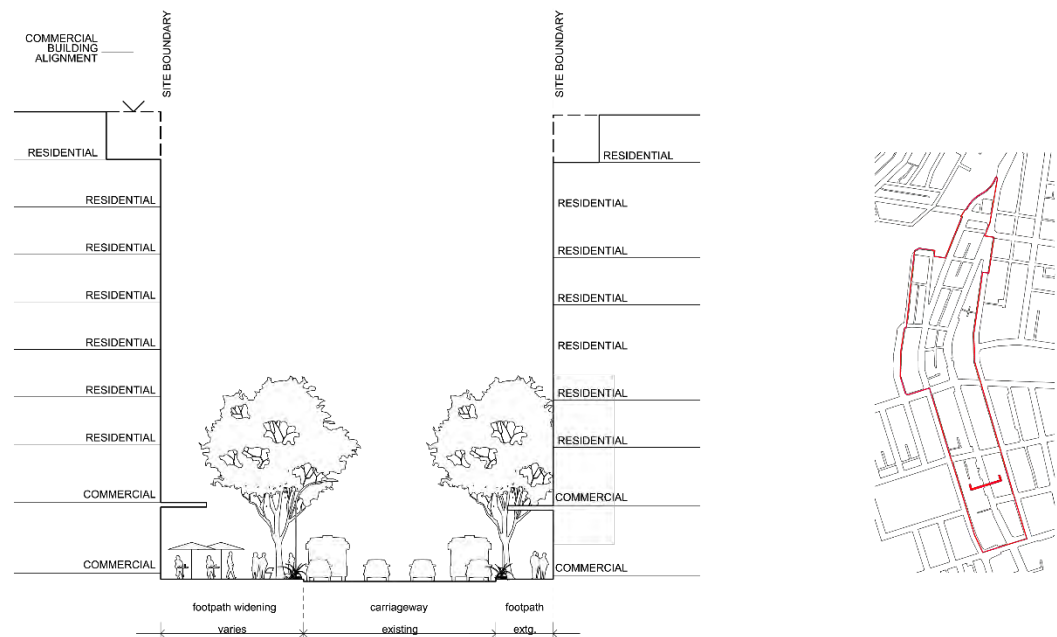 COMMERCIAL
BUILDING
ALIGNMENT
SITE BOUNDARY
SITE BOUNDARY
RESIDENTIAL
RESIDENTIAL
RESIDENTIAL
RESIDENTIAL
RESIDENTIAL
RESIDENTIAL
RESIDENTIAL
COMMERCIAL
COMMERCIAL
RESIDENTIAL
RESIDENTIAL
RESIDENTIAL
RESIDENTIAL
RESIDENTIAL
RESIDENTIAL
RESIDENTIAL
COMMERCIAL
COMMERCIAL
footpath widening
carriageway
footpath
varies
existing
extg.